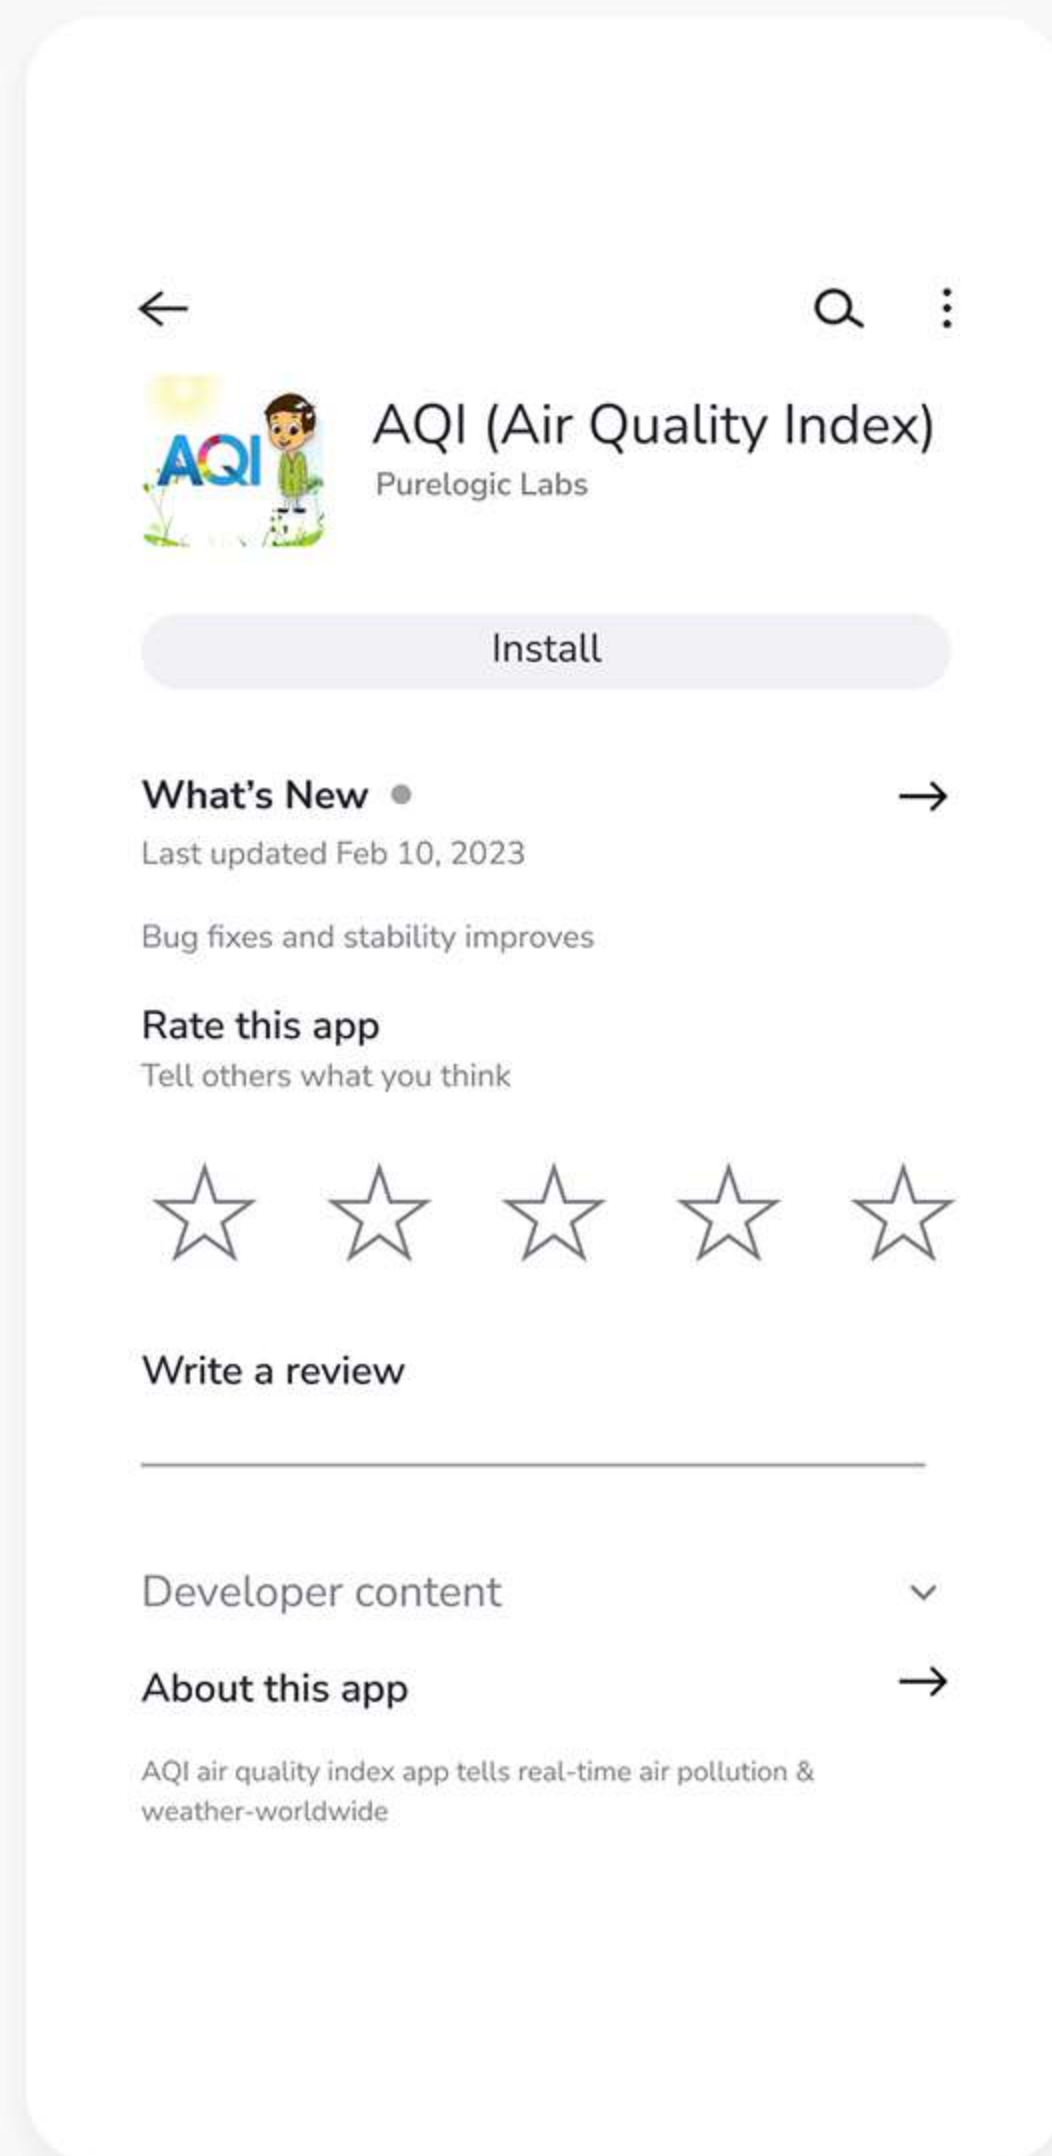 AQI
AQI (Air Quality Index)
Purelogic Labs
Install
What’s New
Last updated Feb 10, 2023
Bug fixes and stability improves
Rate this app
Tell others what you think
Write a review
Developer content
About this app
AQI air quality index app tells real-time air pollution &
weather-worldwide